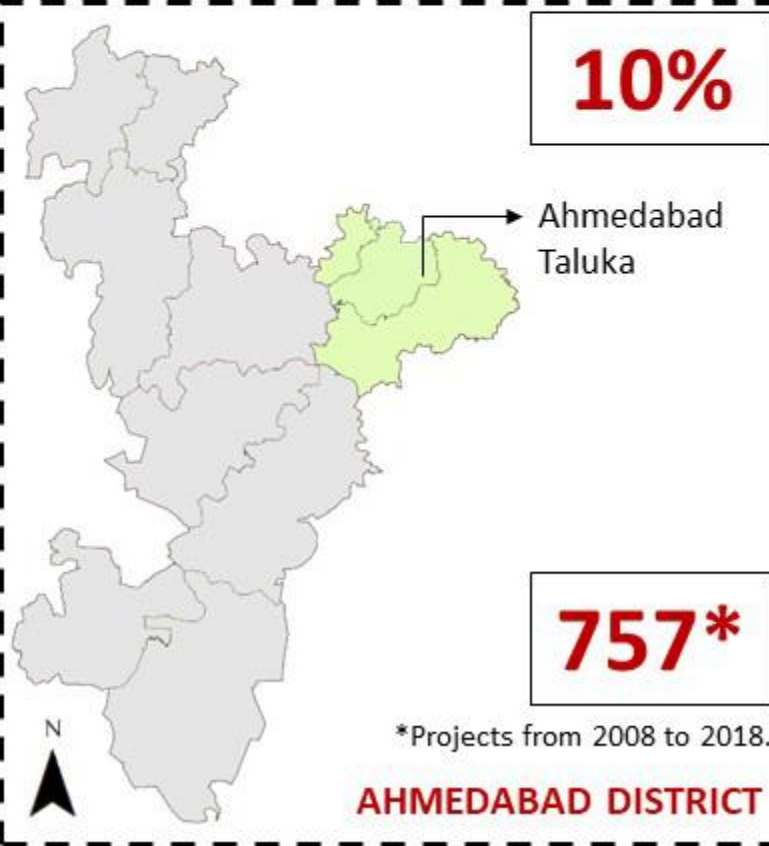 10%
Ahmedabad
Taluka
757*
*Projects from 2008 to 2018.
N
AHMEDABAD DISTRICT